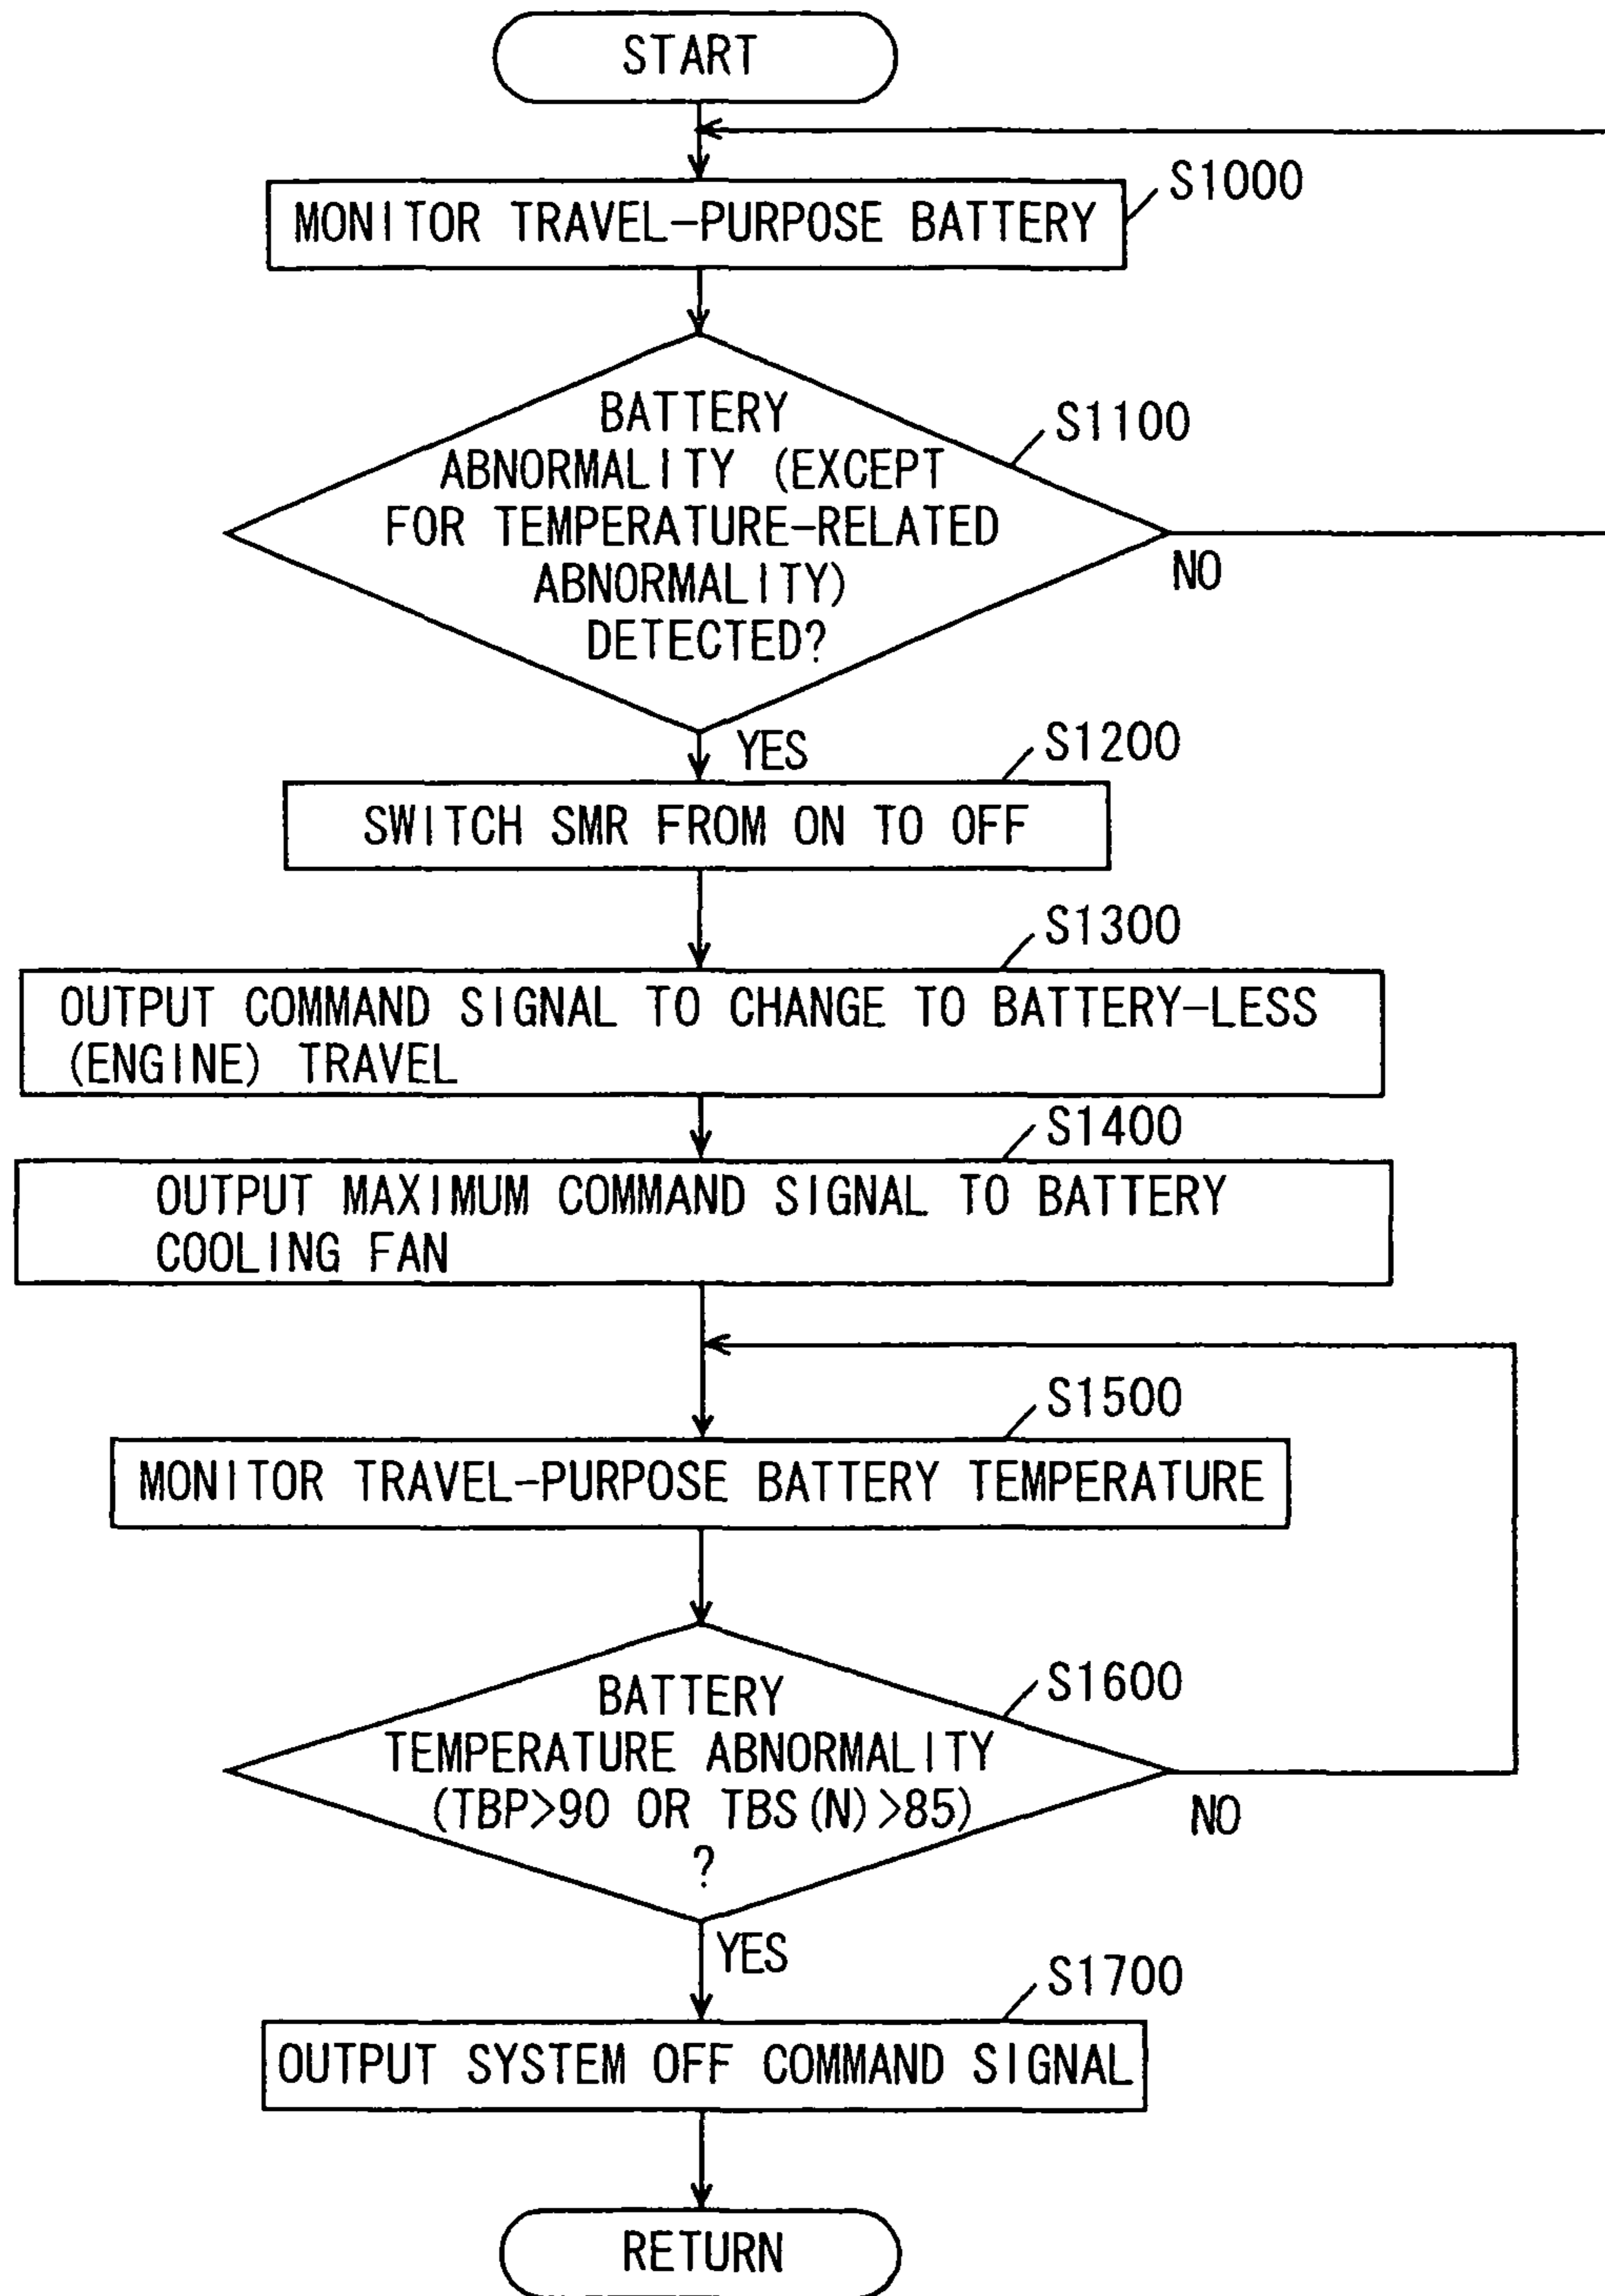 START
S1000
MONITOR TRAVEL-PURPOSE BATTERY
S1100
BATTERY
ABNORMALITY (EXCEPT
FOR TEMPERATURE-RELATED
ABNORMALITY)
DETECTED?
NO
YES
S1200
SWITCH SMR FROM ON TO OFF
S1300
OUTPUT COMMAND SIGNAL TO CHANGE TO BATTERY-LESS
(ENGINE) TRAVEL
S1400
OUTPUT MAXIMUM COMMAND SIGNAL TO BATTERY
COOLING FAN
S1500
MONITOR TRAVEL-PURPOSE BATTERY TEMPERATURE
S1600
BATTERY
TEMPERATURE ABNORMALITY
(TBP>90 OR TBS(N)>85)
?
NO
YES
S1700
OUTPUT SYSTEM OFF COMMAND SIGNAL
RETURN